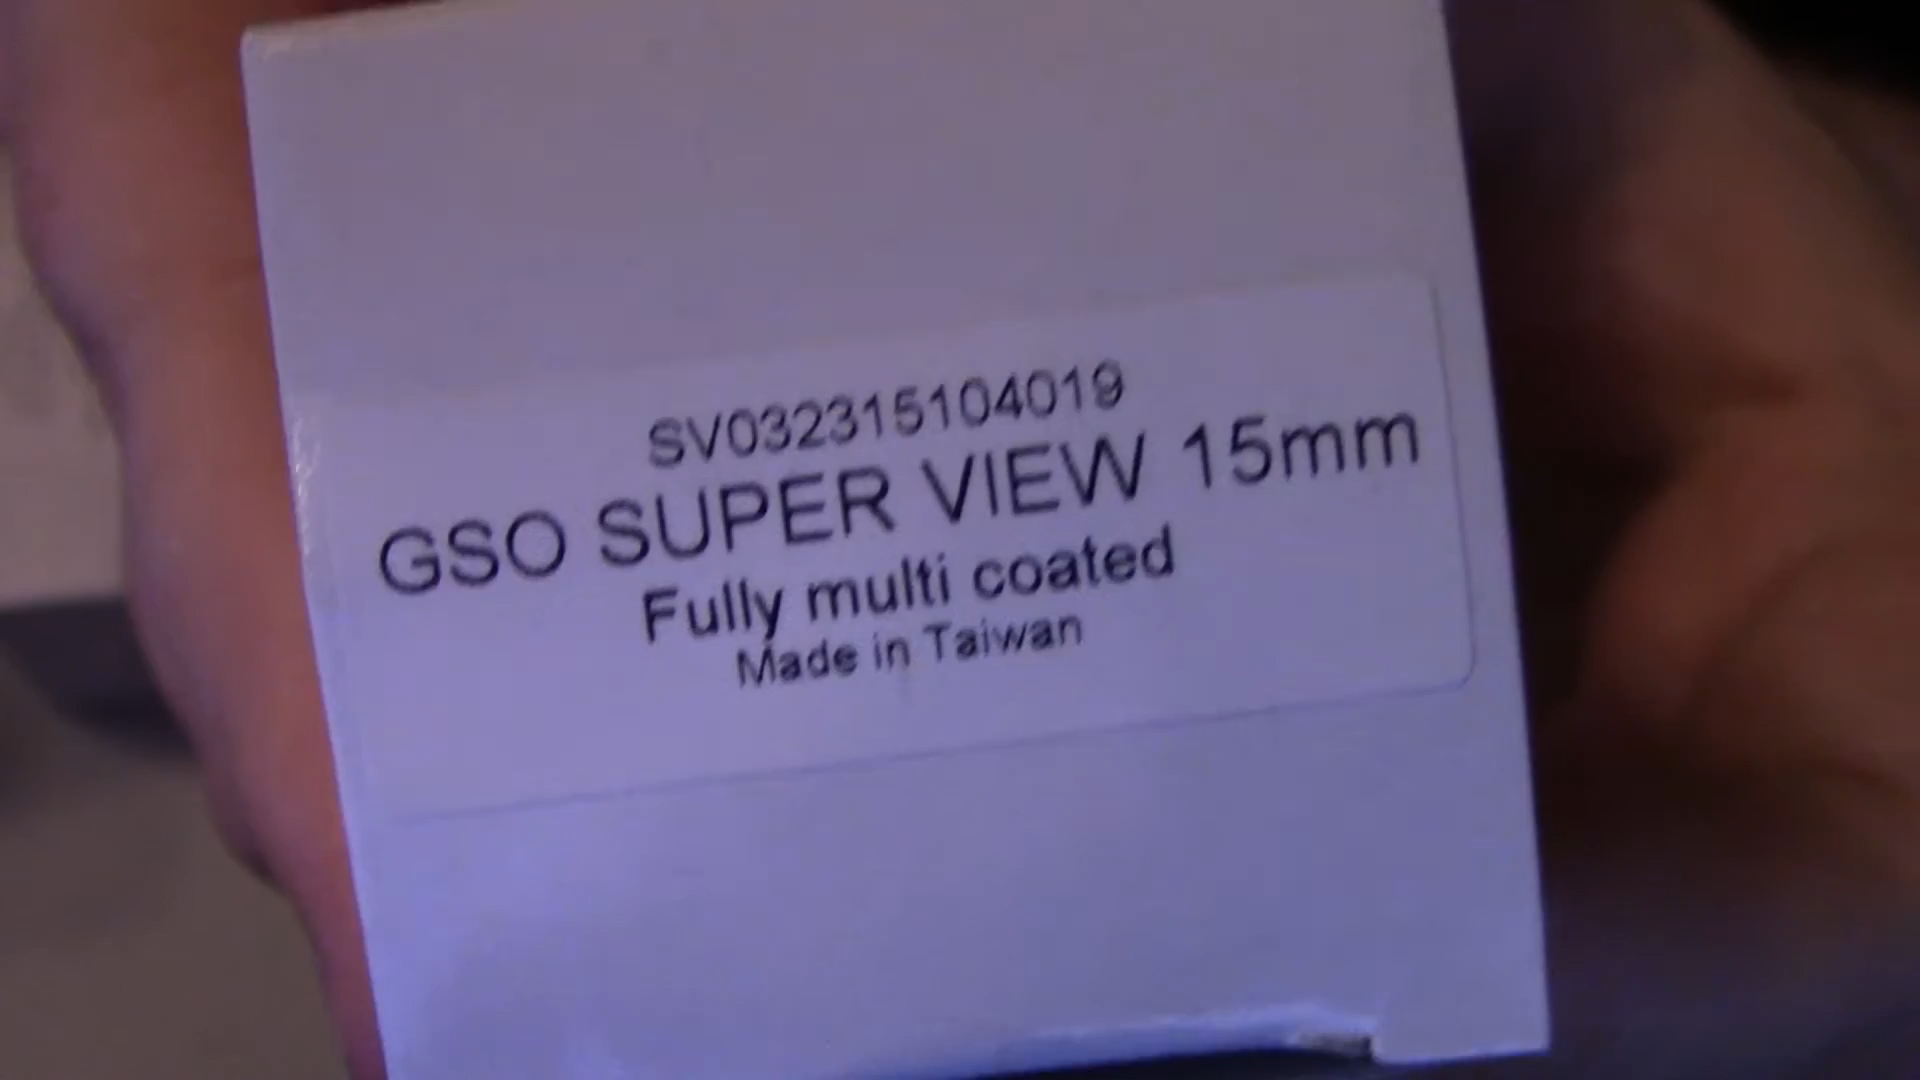 SV032315104019
GSO SUPER VIEW 15mm
Fully multi coated
Made in Taiwan